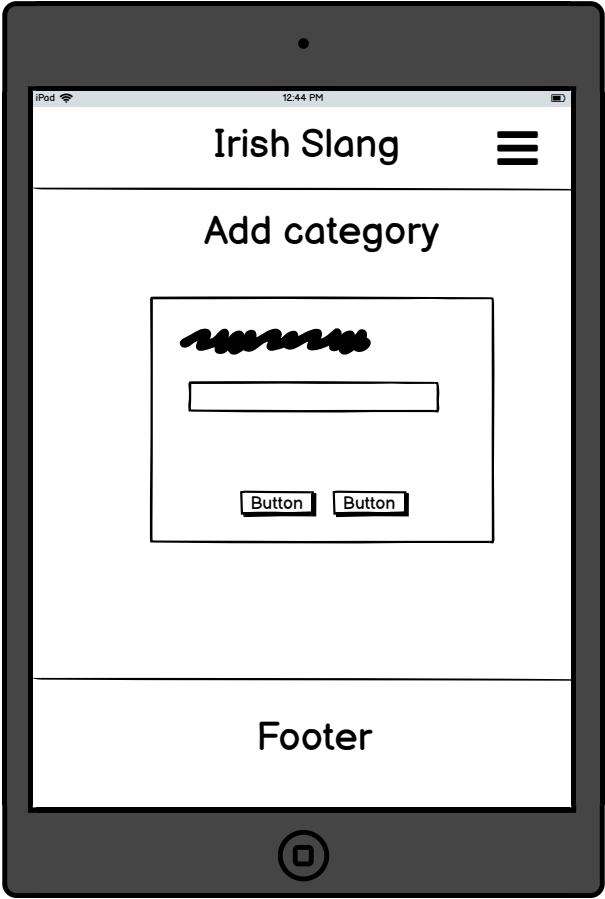 iPad 12:44 PM
Irish Slang
Add category
Button Button
Footer